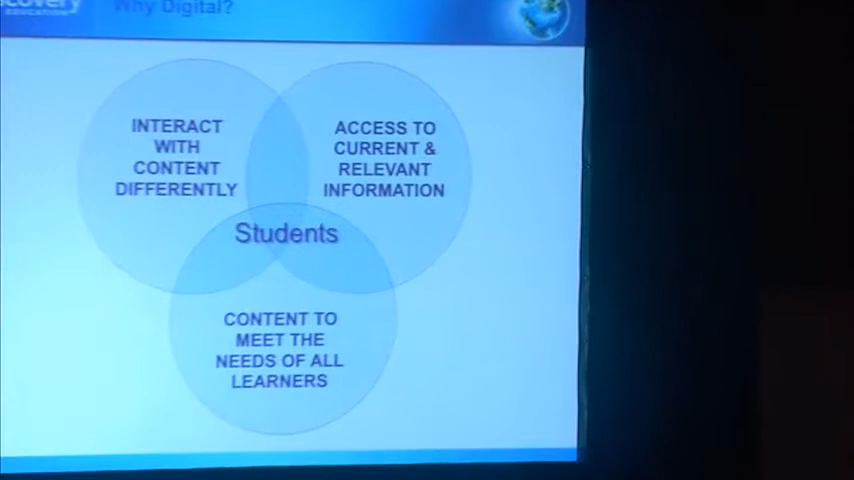 EDUCATION
Why Digital?
INTERACT
WITH
CONTENT
DIFFERENTLY
ACCESS TO
CURRENT &
RELEVANT
INFORMATION
Students
CONTENT TO
MEET THE
NEEDS OF ALL
LEARNERS